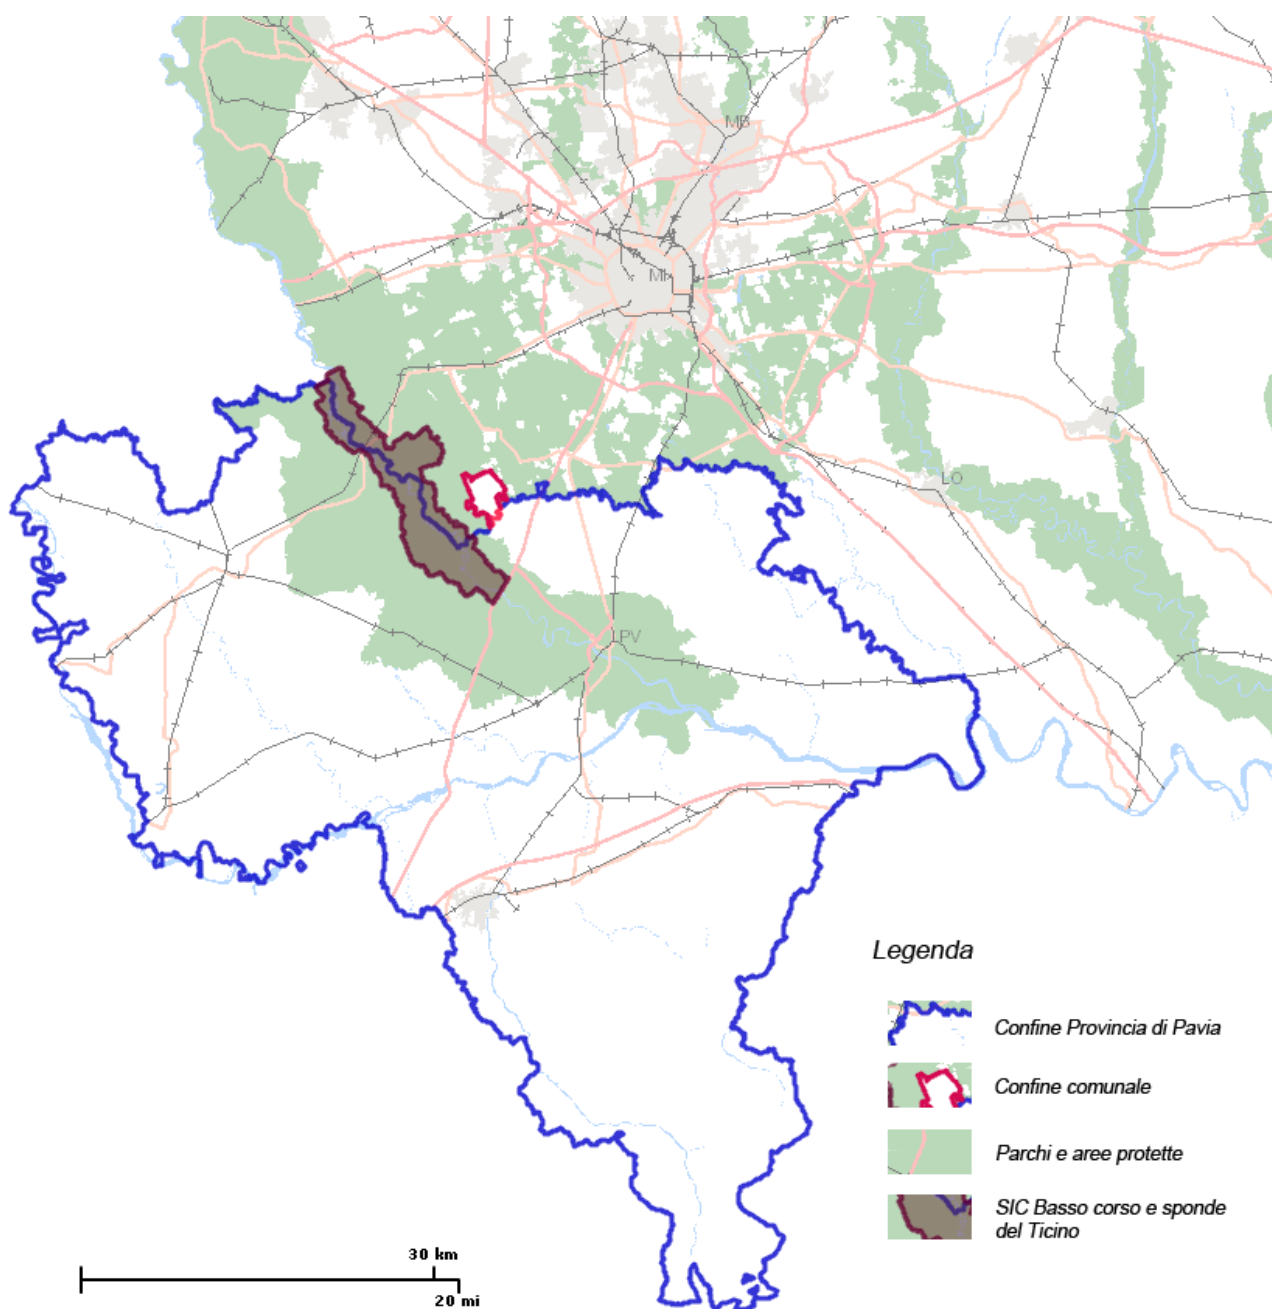 MB
MI
LO
PV
Legenda
Confine Provincia di Pavia
Confine comunale
Parchi e aree protette
SIC Basso corso e sponde
del Ticino
30 km
20 mi